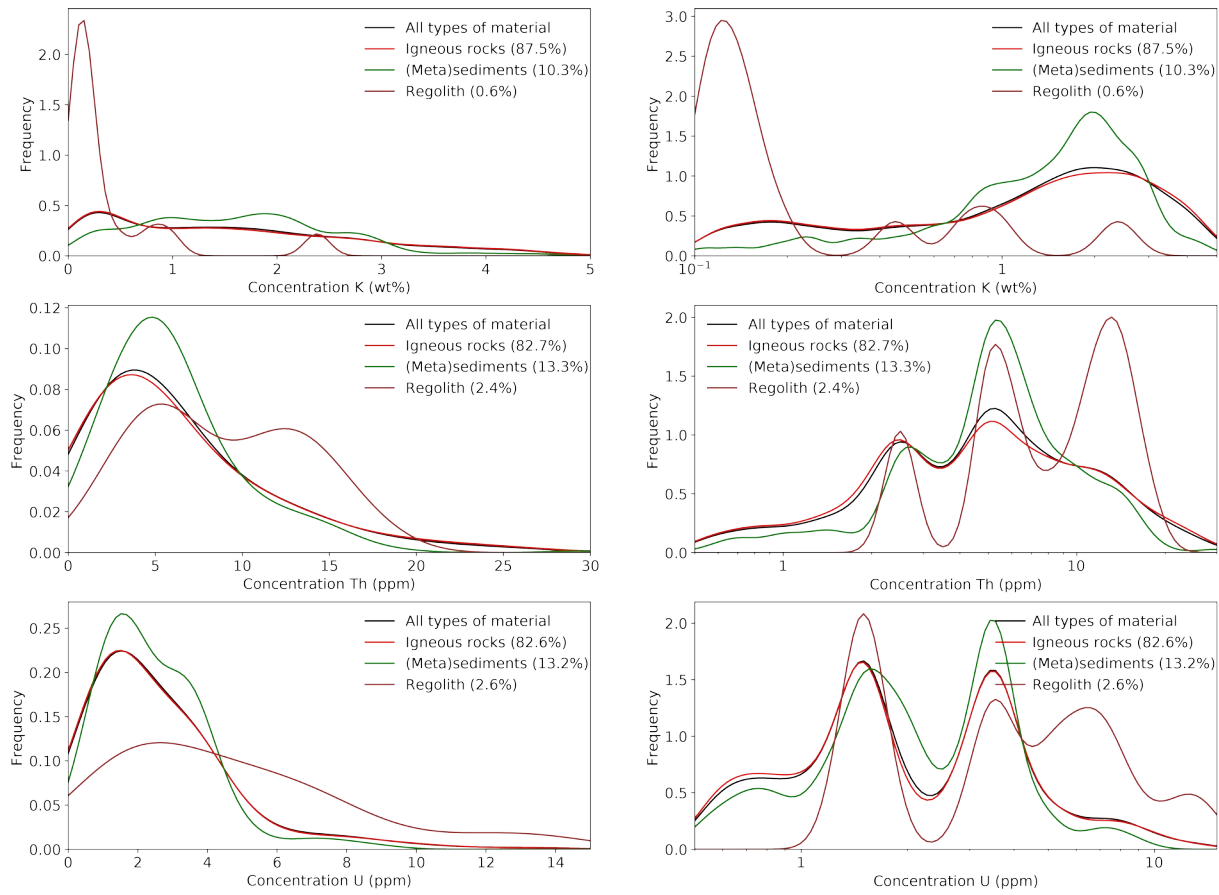 Frequency
2.0
1.5
1.0
0.5
0.0
All types of material
Igneous rocks (87.5%)
(Meta)sediments (10.3%)
Regolith (0.6%)
0
1
2
3
4
5
Concentration K (wt%)
Frequency
3.0
2.5
2.0
1.5
1.0
0.5
0.0
All types of material
Igneous rocks (87.5%)
(Meta)sediments (10.3%)
Regolith (0.6%)
10⁻¹
1
Concentration K (wt%)
Frequency
0.12
0.10
0.08
0.06
0.04
0.02
0.00
All types of material
Igneous rocks (82.7%)
(Meta)sediments (13.3%)
Regolith (2.4%)
0
5
10
15
20
25
30
Concentration Th (ppm)
Frequency
2.0
1.5
1.0
0.5
0.0
All types of material
Igneous rocks (82.7%)
(Meta)sediments (13.3%)
Regolith (2.4%)
1
10
Concentration Th (ppm)
Frequency
0.25
0.20
0.15
0.10
0.05
0.00
All types of material
Igneous rocks (82.6%)
(Meta)sediments (13.2%)
Regolith (2.6%)
0
2
4
6
8
10
12
14
Concentration U (ppm)
Frequency
2.0
1.5
1.0
0.5
0.0
All types of material
Igneous rocks (82.6%)
(Meta)sediments (13.2%)
Regolith (2.6%)
1
10
Concentration U (ppm)